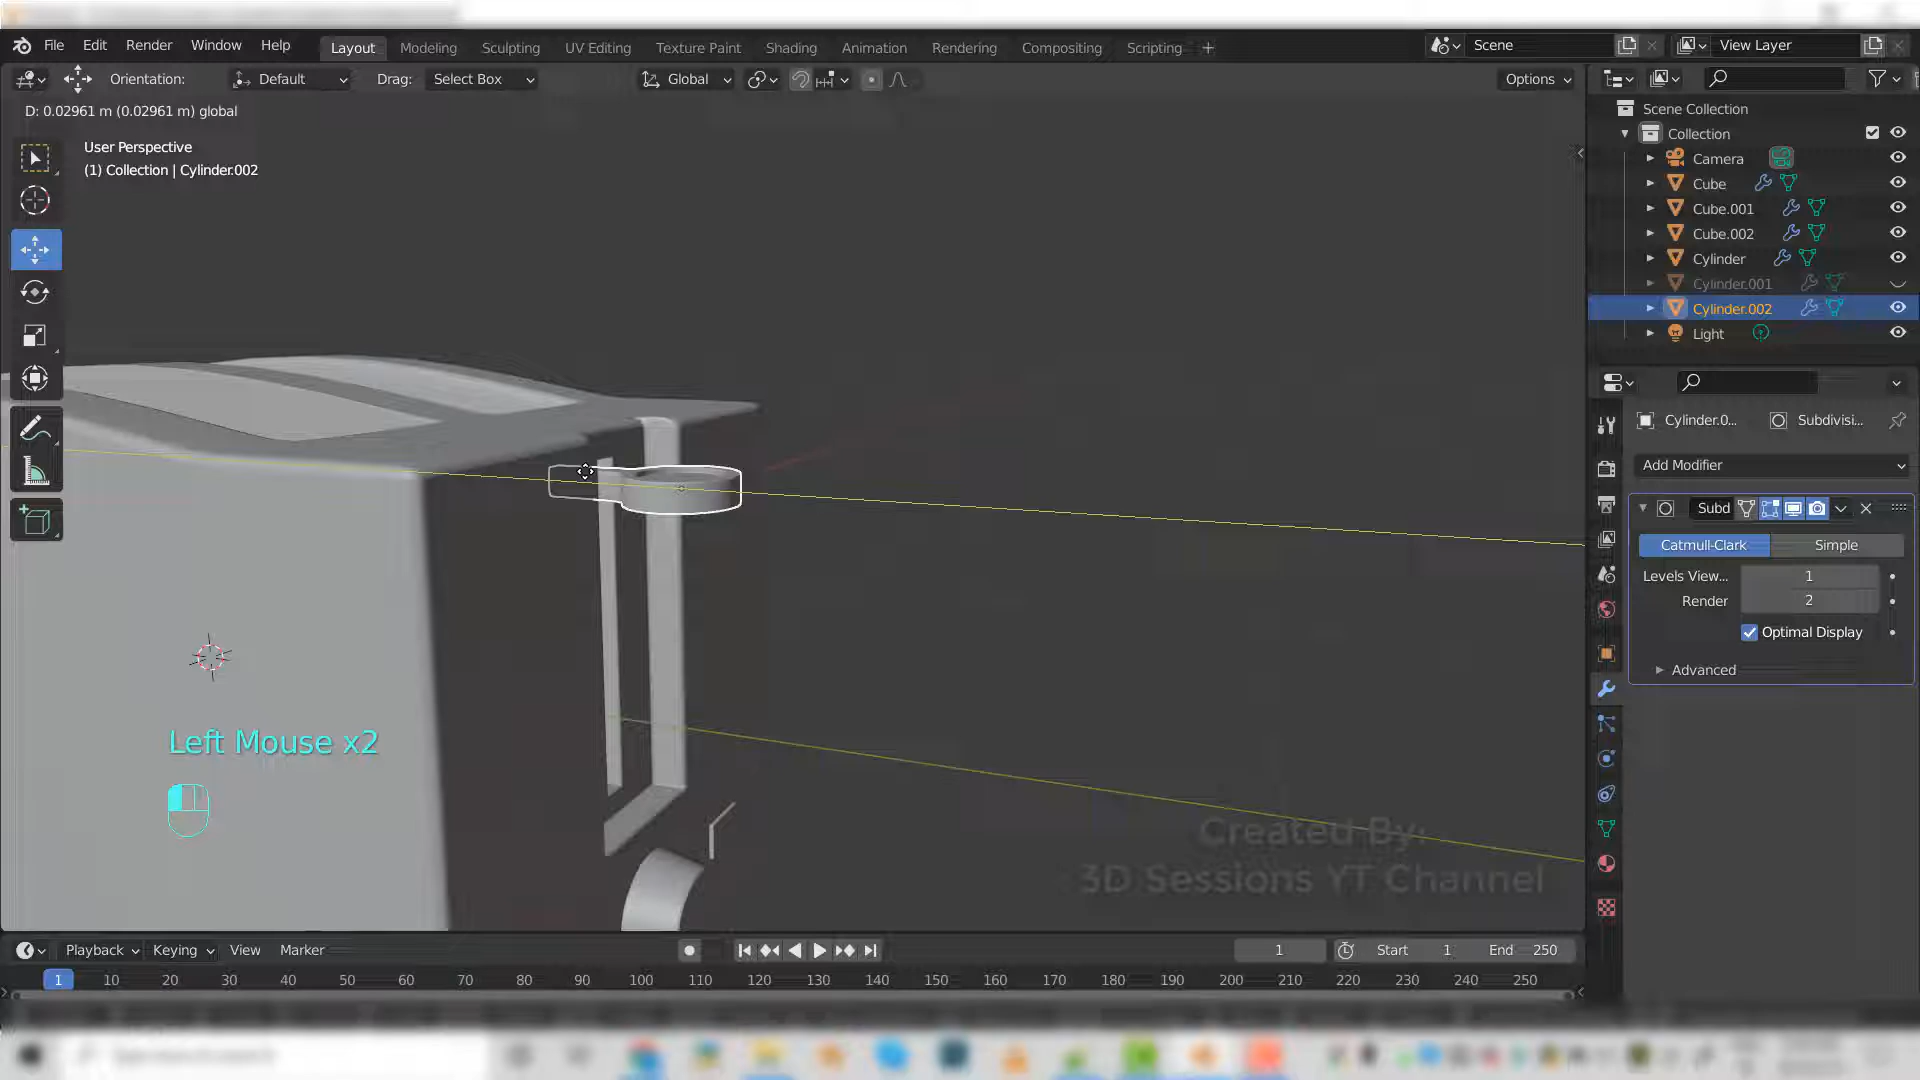 File Edit Render Window Help Layout Modeling Sculpting UV Editing Texture Paint Shading Animation Rendering Compositing Scripting Scene View Layer
Orientation: Default Drag: Select Box Global Options
D: 0.02961 m (0.02961 m) global
User Perspective
(1) Collection | Cylinder.002
Scene Collection
Collection
Camera
Cube
Cube.001
Cube.002
Cylinder
Cylinder.001
Cylinder.002
Light
Cylinder.0... Subdivisi...
Add Modifier
Subd
Catmull-Clark Simple
Levels View... 1
Render 2
Optimal Display
Advanced
Left Mouse x2
Created By:
3D Sessions YT Channel
Playback Keying View Marker 1 Start 1 End 250
1 10 20 30 40 50 60 70 80 90 100 110 120 130 140 150 160 170 180 190 200 210 220 230 240 250